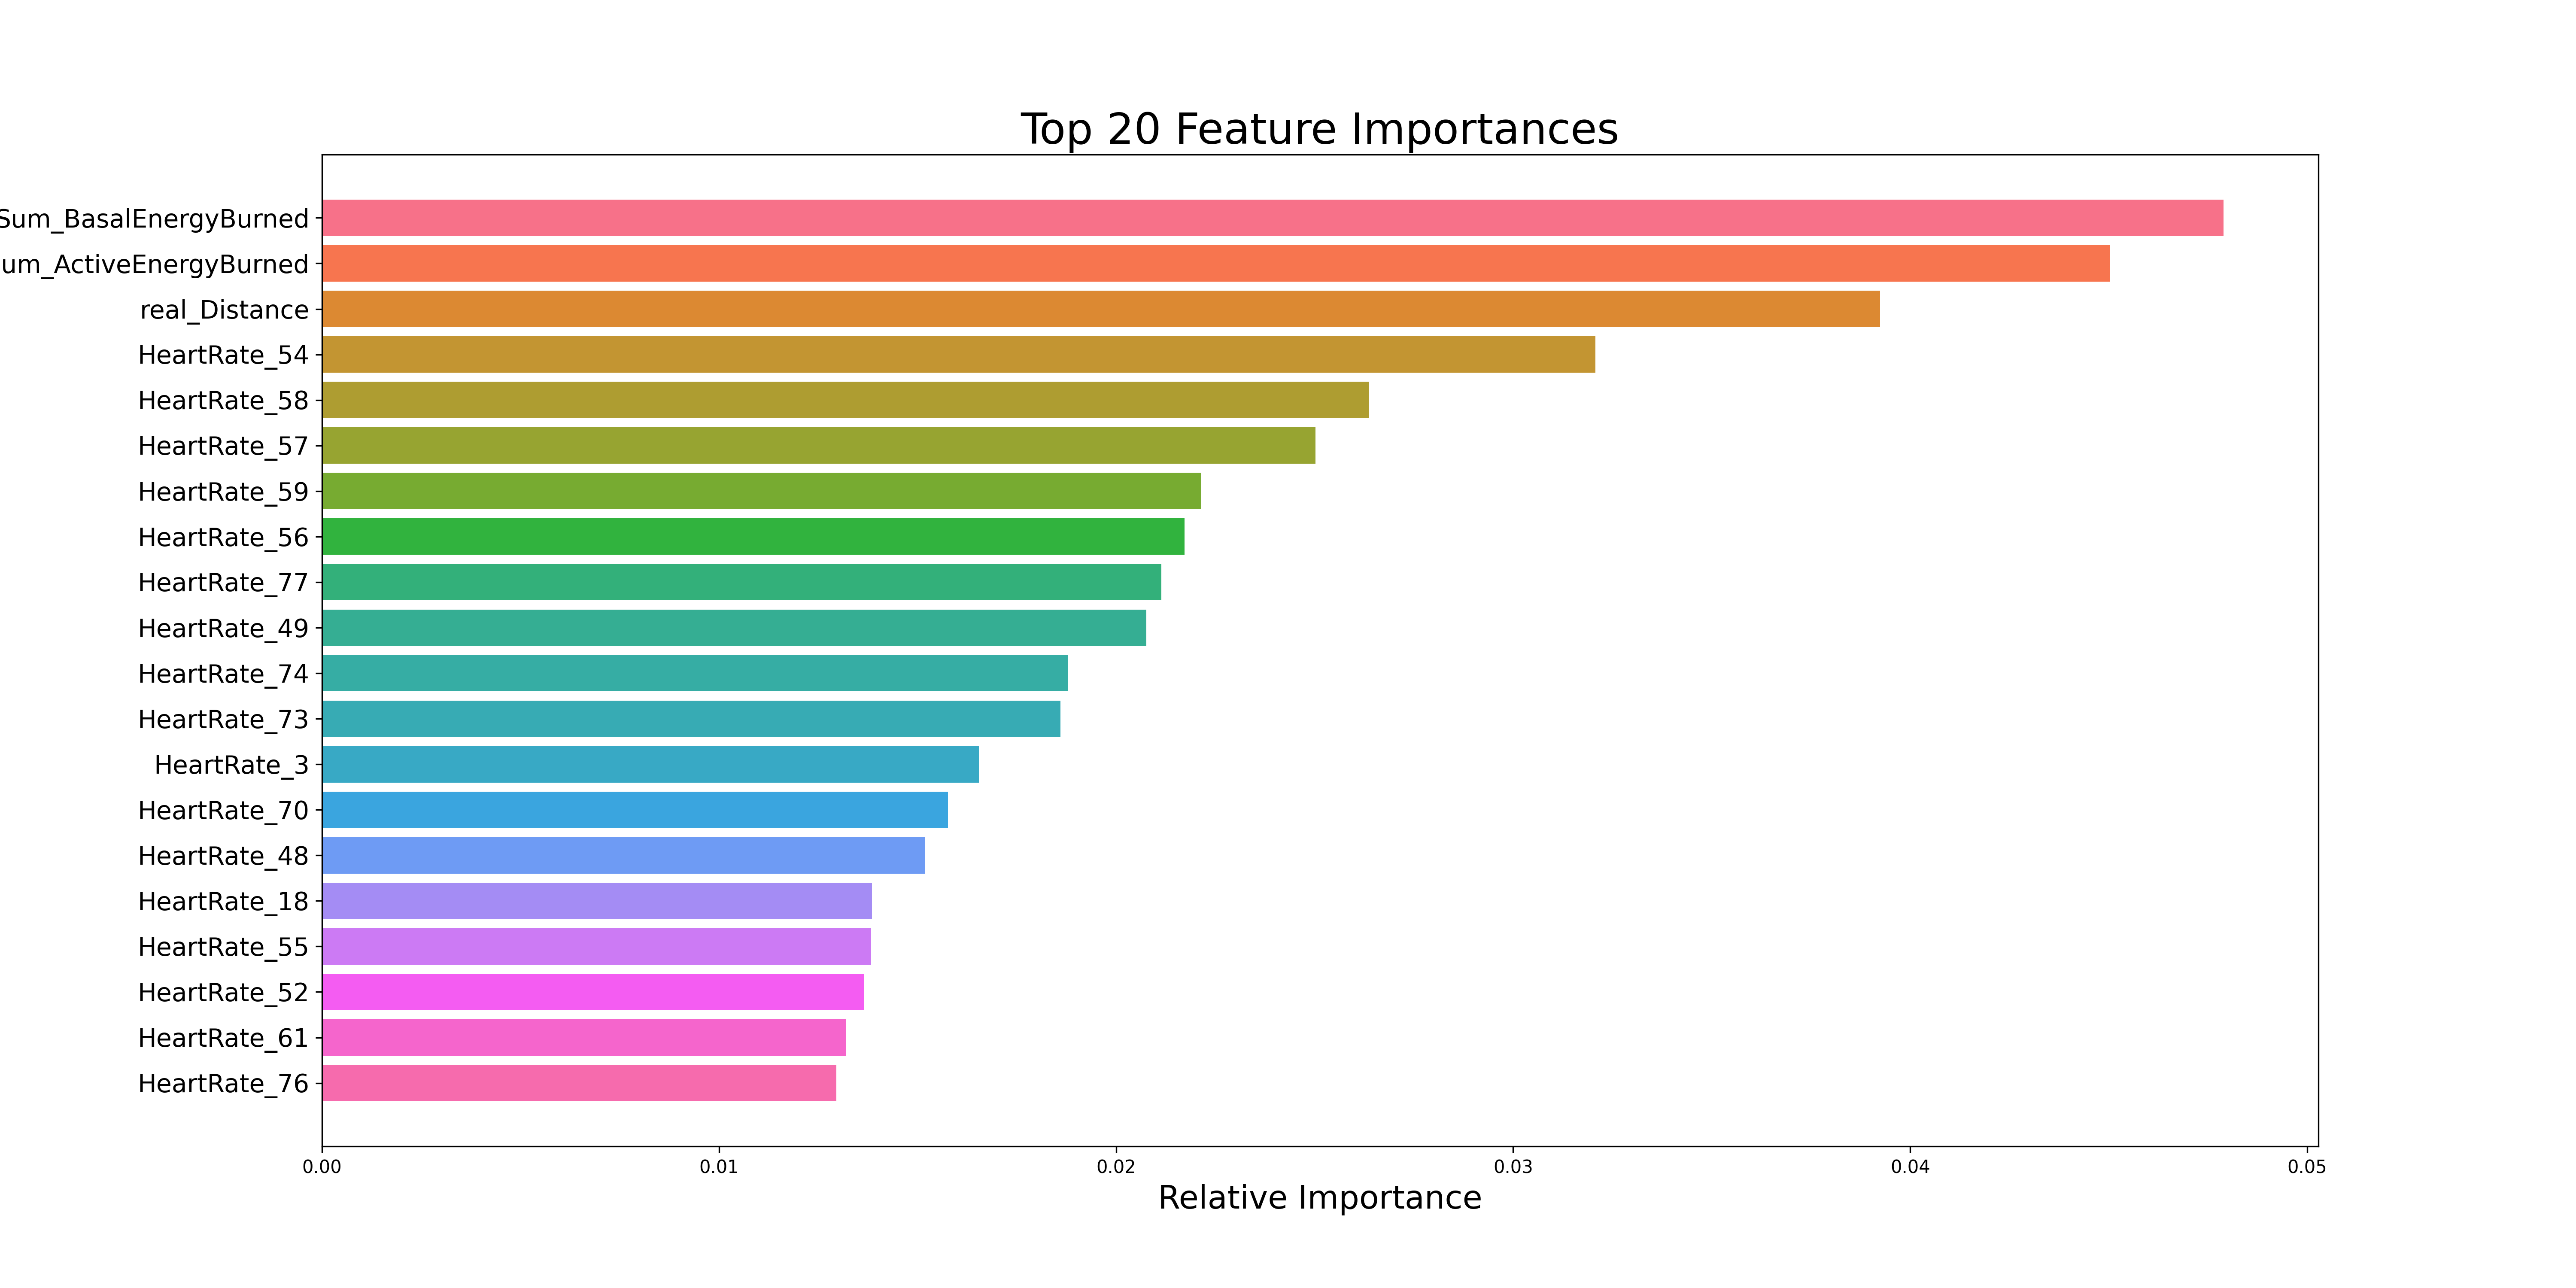 Top 20 Feature Importances
Sum_BasalEnergyBurned
um_ActiveEnergyBurned
real_Distance
HeartRate_54
HeartRate_58
HeartRate_57
HeartRate_59
HeartRate_56
HeartRate_77
HeartRate_49
HeartRate_74
HeartRate_73
HeartRate_3
HeartRate_70
HeartRate_48
HeartRate_18
HeartRate_55
HeartRate_52
HeartRate_61
HeartRate_76
0.00 0.01 0.02 0.03 0.04 0.05
Relative Importance